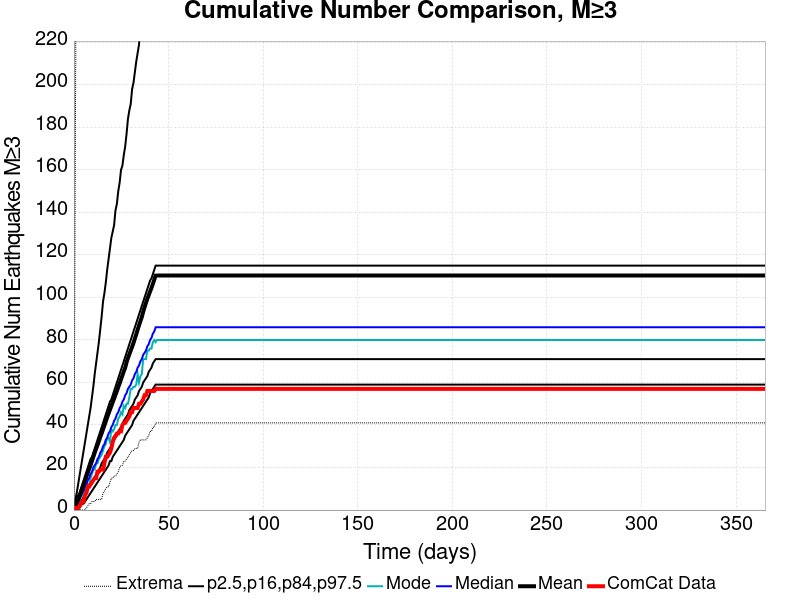 Cumulative Number Comparison, M≥3
Cumulative Num Earthquakes M≥3
220
200
180
160
140
120
100
80
60
40
20
0
0 50 100 150 200 250 300 350
Time (days)
Extrema p2.5,p16,p84,p97.5 Mode Median Mean ComCat Data